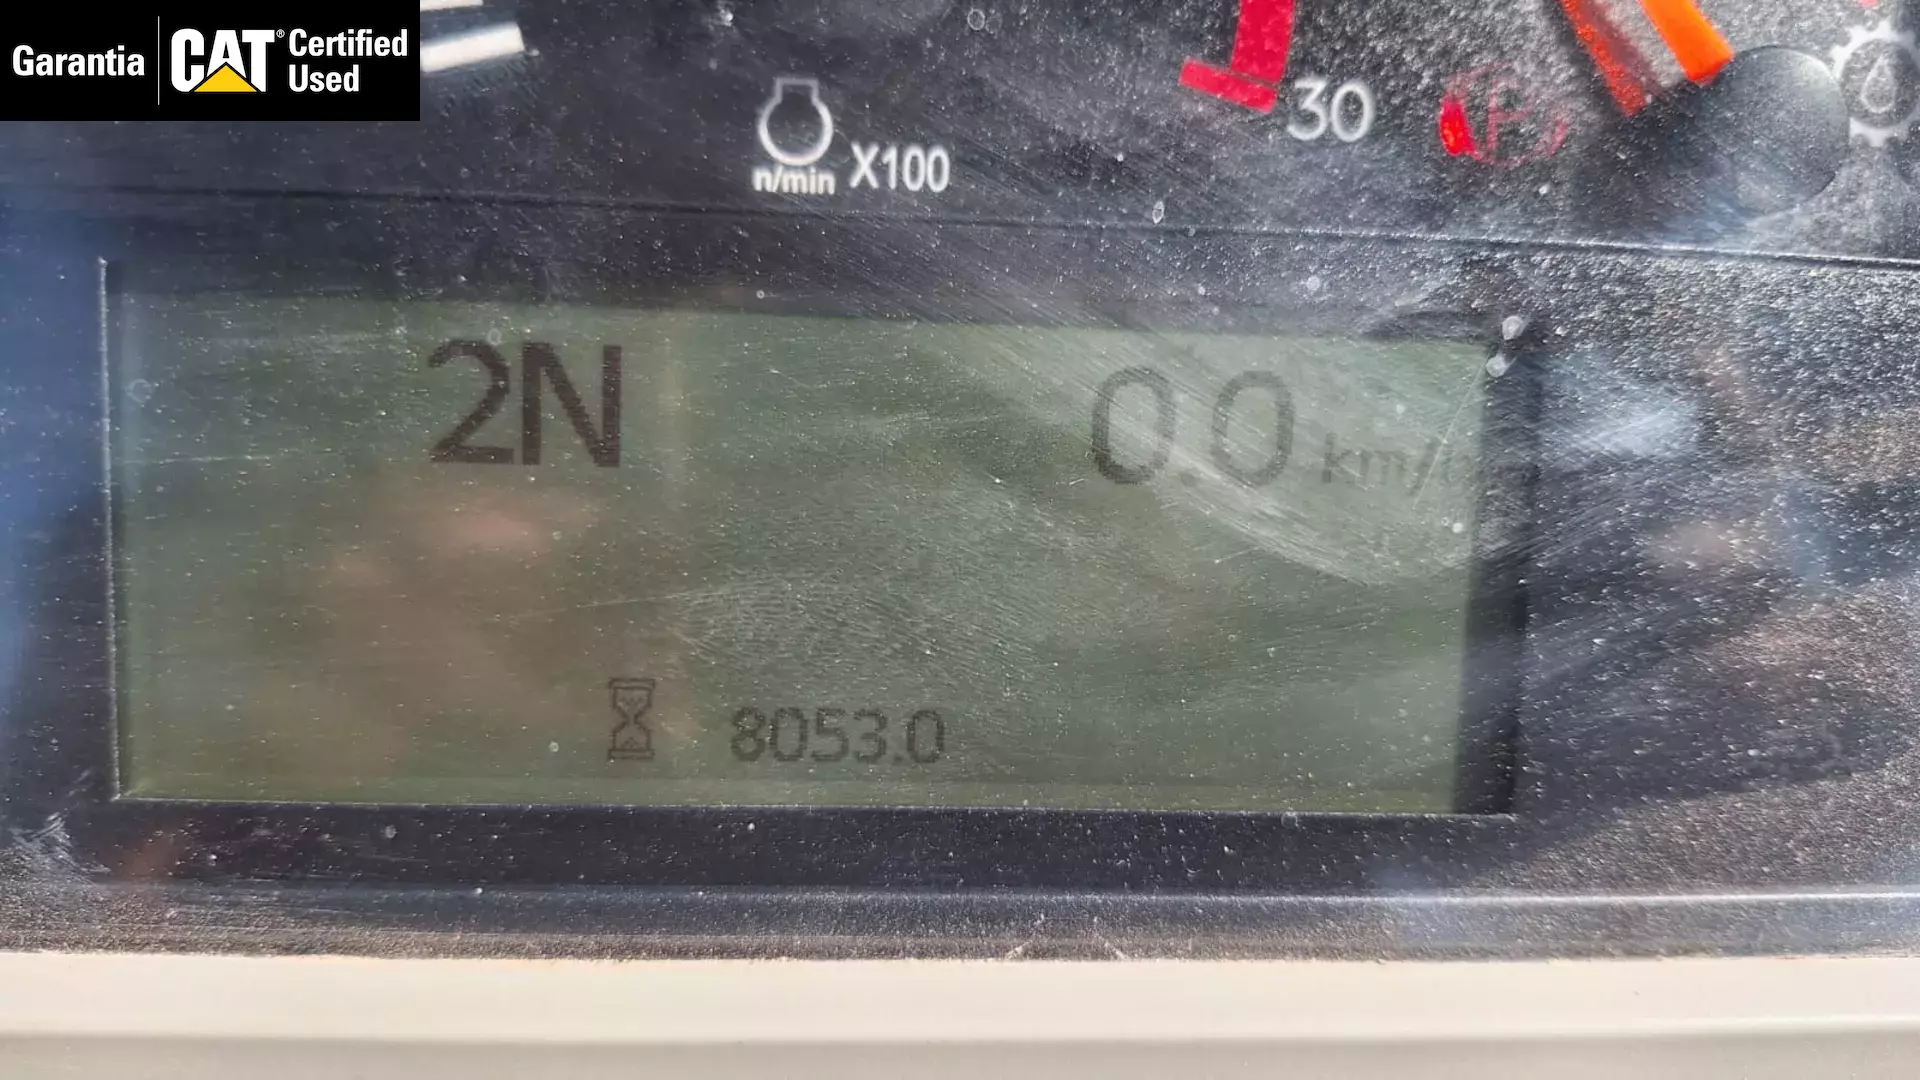 Garantia
CAT® Certified Used
30
n/min X100
P
2N
0.0 km/h
8053.0